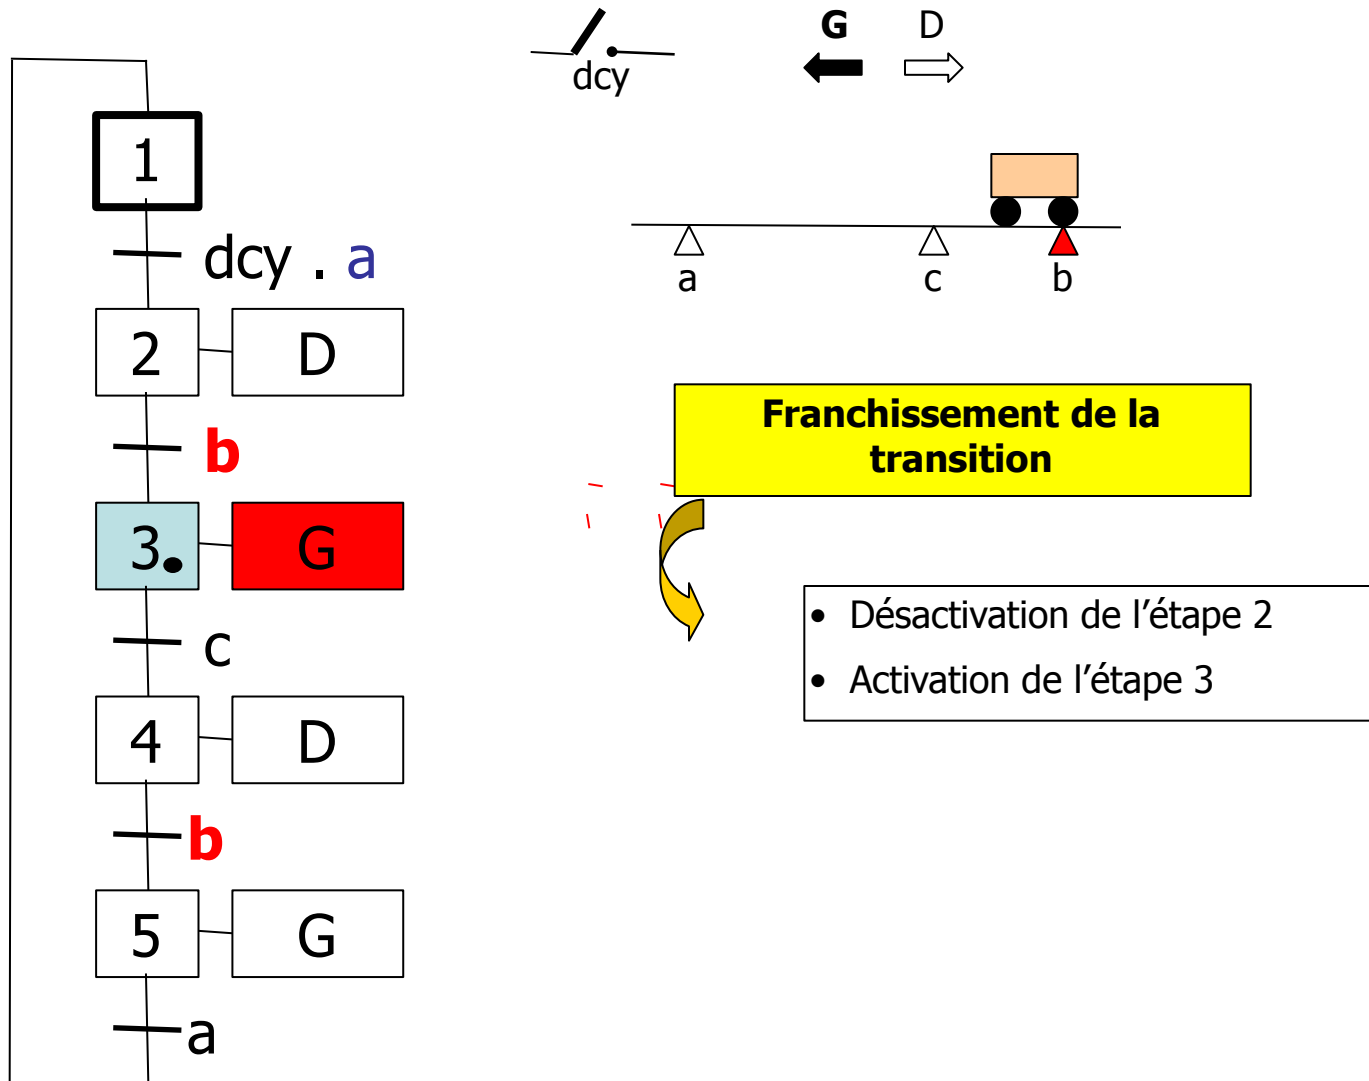 G D
dcy
1
dcy . a
a c b
2 D
Franchissement de la
transition
b
3 G
• Désactivation de l’étape 2
• Activation de l’étape 3
c
4 D
b
5 G
a